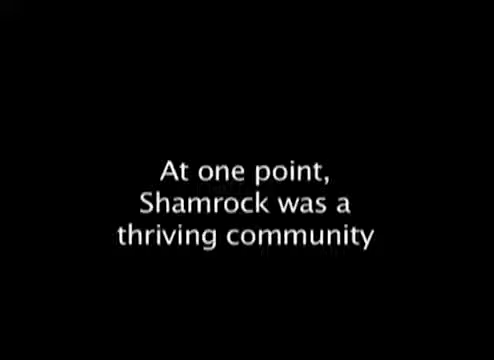 At one point,
Shamrock was a
thriving community